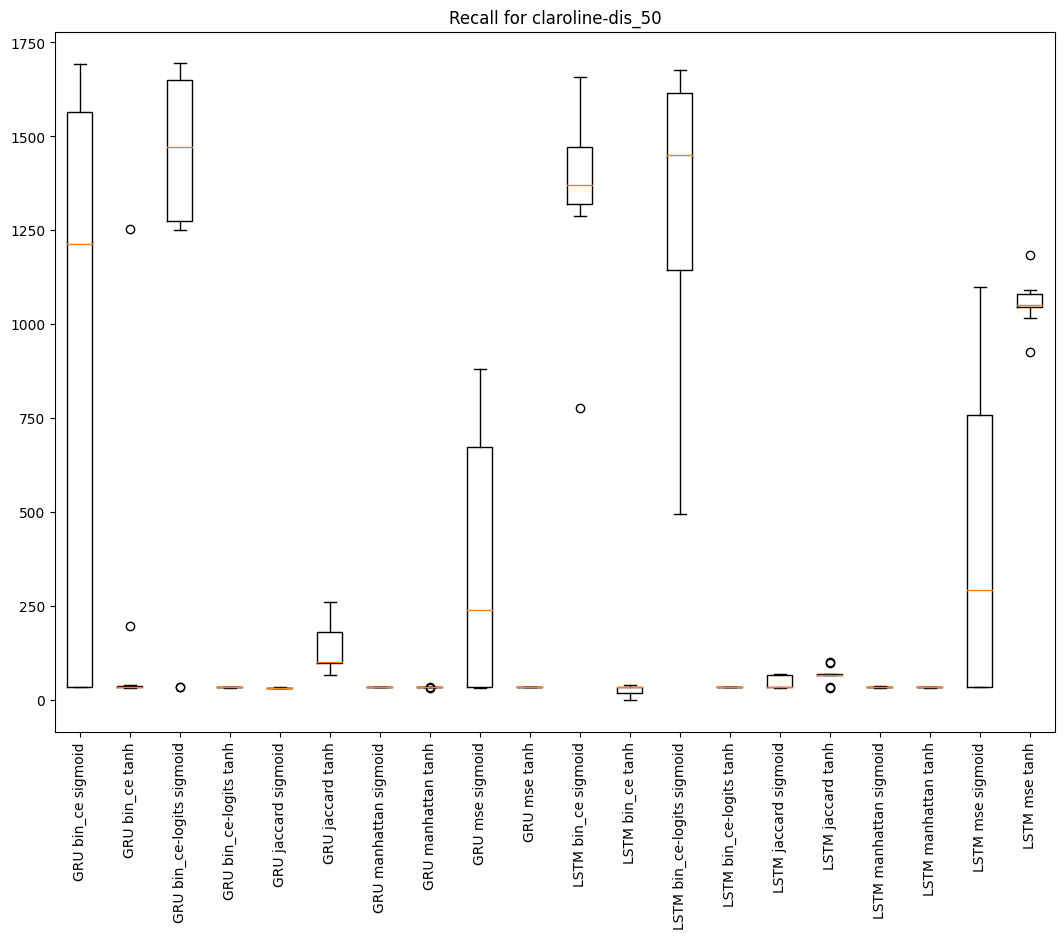 Recall for claroline-dis_50
1750
1500
1250
1000
750
500
250
0
GRU bin_ce sigmoid
GRU bin_ce tanh
GRU bin_ce-logits sigmoid
GRU bin_ce-logits tanh
GRU jaccard sigmoid
GRU jaccard tanh
GRU manhattan sigmoid
GRU manhattan tanh
GRU mse sigmoid
GRU mse tanh
LSTM bin_ce sigmoid
LSTM bin_ce tanh
LSTM bin_ce-logits sigmoid
LSTM bin_ce-logits tanh
LSTM jaccard sigmoid
LSTM jaccard tanh
LSTM manhattan sigmoid
LSTM manhattan tanh
LSTM mse sigmoid
LSTM mse tanh